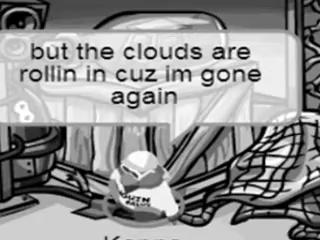 but the clouds are
rollin in cuz im gone
again